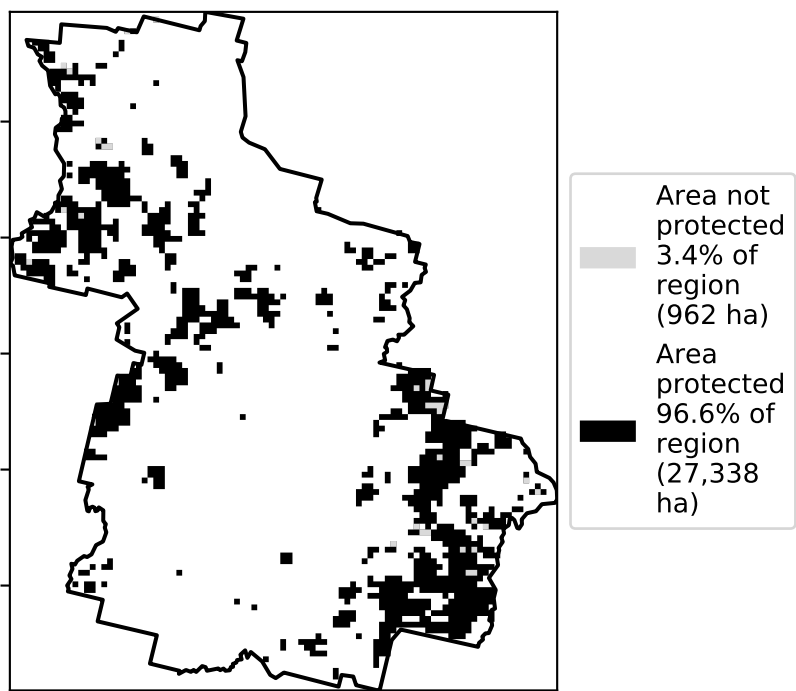 Area not
protected
3.4% of
region
(962 ha)
Area
protected
96.6% of
region
(27,338
ha)